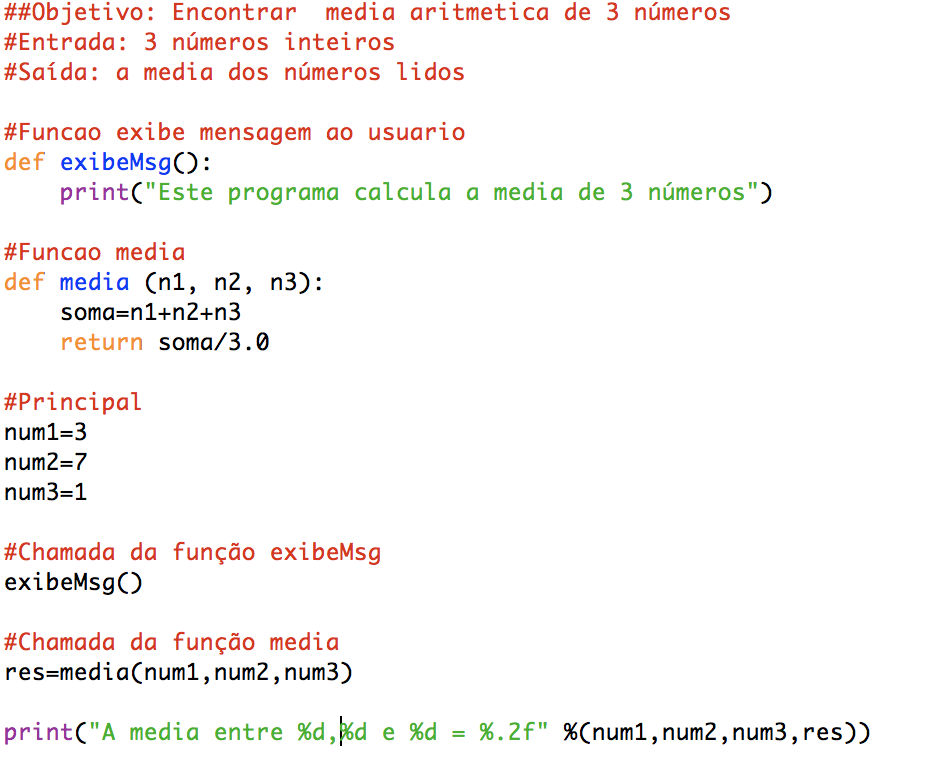 ##Objetivo: Encontrar  media aritmetica de 3 números
#Entrada: 3 números inteiros
#Saída: a media dos números lidos

#Funcao exibe mensagem ao usuario
def exibeMsg():
    print("Este programa calcula a media de 3 números")

#Funcao media
def media (n1, n2, n3):
    soma=n1+n2+n3
    return soma/3.0

#Principal
num1=3
num2=7
num3=1

#Chamada da função exibeMsg
exibeMsg()

#Chamada da função media
res=media(num1,num2,num3)

print("A media entre %d,%d e %d = %.2f" %(num1,num2,num3,res))